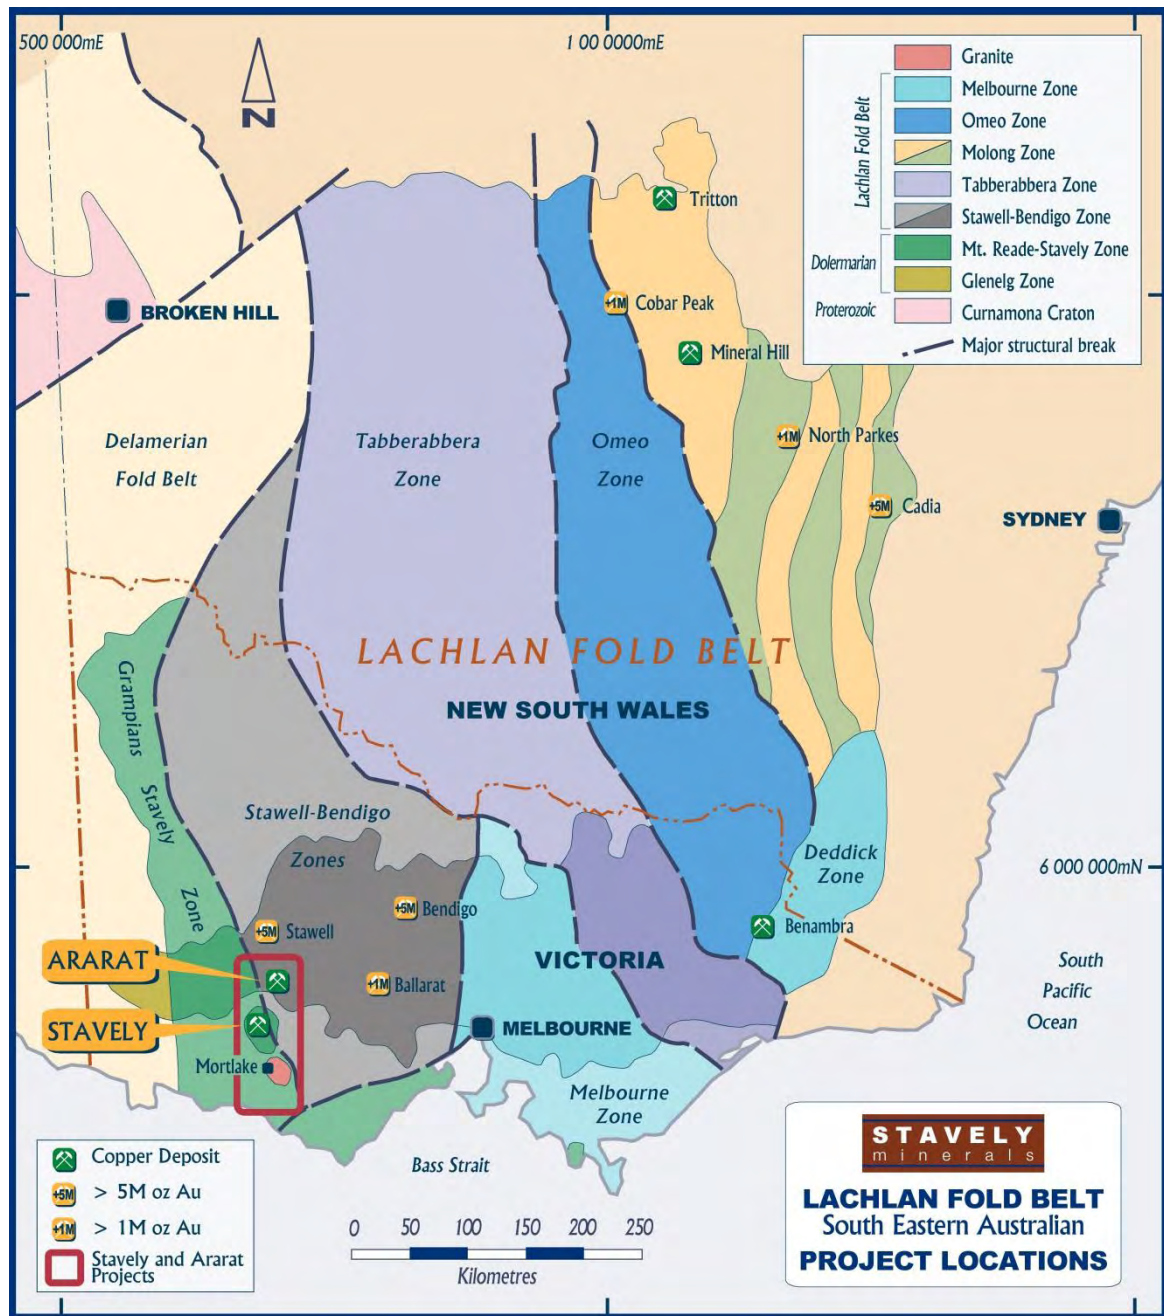 500 000mE
1 00 0000mE
N
Granite
Melbourne Zone
Omeo Zone
Molong Zone
Tabberabbera Zone
Stawell-Bendigo Zone
Mt. Reade-Stavely Zone
Glenelg Zone
Curnamona Craton
Major structural break
Lachlan Fold Belt
Dolermarian
Proterozoic
Tritton
+1M
Cobar Peak
BROKEN HILL
Mineral Hill
Delamerian
Fold Belt
Tabberabbera
Zone
Omeo
Zone
+1M
North Parkes
+5M
Cadia
SYDNEY
LACHLAN FOLD BELT
NEW SOUTH WALES
Grampians
Stavely
Zone
Stawell-Bendigo
Zones
Deddick
Zone
6 000 000mN
+5M
Bendigo
+5M
Stawell
Benambra
ARARAT
VICTORIA
+1M
Ballarat
South
Pacific
Ocean
STAVELY
MELBOURNE
Mortlake
Melbourne
Zone
Bass Strait
Copper Deposit
+5M
> 5M oz Au
+1M
> 1M oz Au
Stavely and Ararat
Projects
0 50 100 150 200 250
Kilometres
STAVELY
minerals
LACHLAN FOLD BELT
South Eastern Australian
PROJECT LOCATIONS